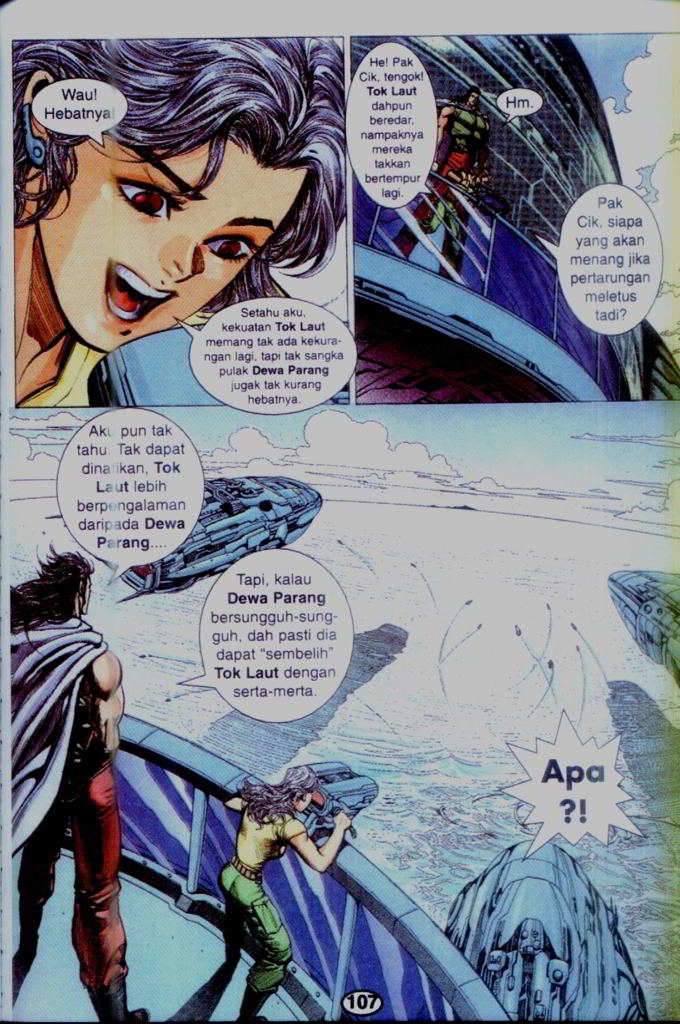 Wau!
Hebatnya
Setahu aku,
kekuatan Tok Laut
memang tak ada kekura-
ngan lagi, tapi tak sangka
pulak Dewa Parang
jugak tak kurang
hebatnya.
He! Pak
Cik, tengok!
Tok Laut
dahpun
beredar,
nampaknya
mereka
takkan
bertempur
lagi.
Hm.
Pak
Cik, siapa
yang akan
menang jika
pertarungan
meletus
tadi?
Aku pun tak
tahu. Tak dapat
dinafikan, Tok
Laut lebih
berpengalaman
daripada Dewa
Parang....
Tapi, kalau
Dewa Parang
bersungguh-sung-
guh, dah pasti dia
dapat "sembelih"
Tok Laut dengan
serta-merta.
Apa
?!
107